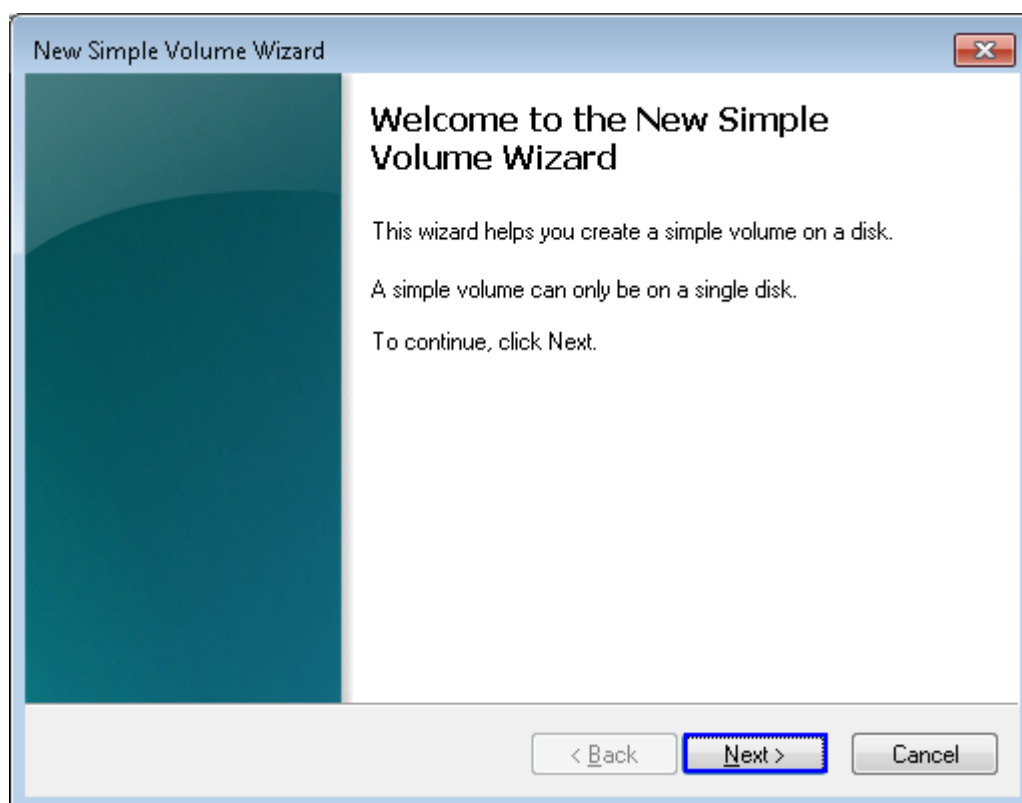 New Simple Volume Wizard
Welcome to the New Simple
Volume Wizard
This wizard helps you create a simple volume on a disk.
A simple volume can only be on a single disk.
To continue, click Next.
< Back
Next >
Cancel